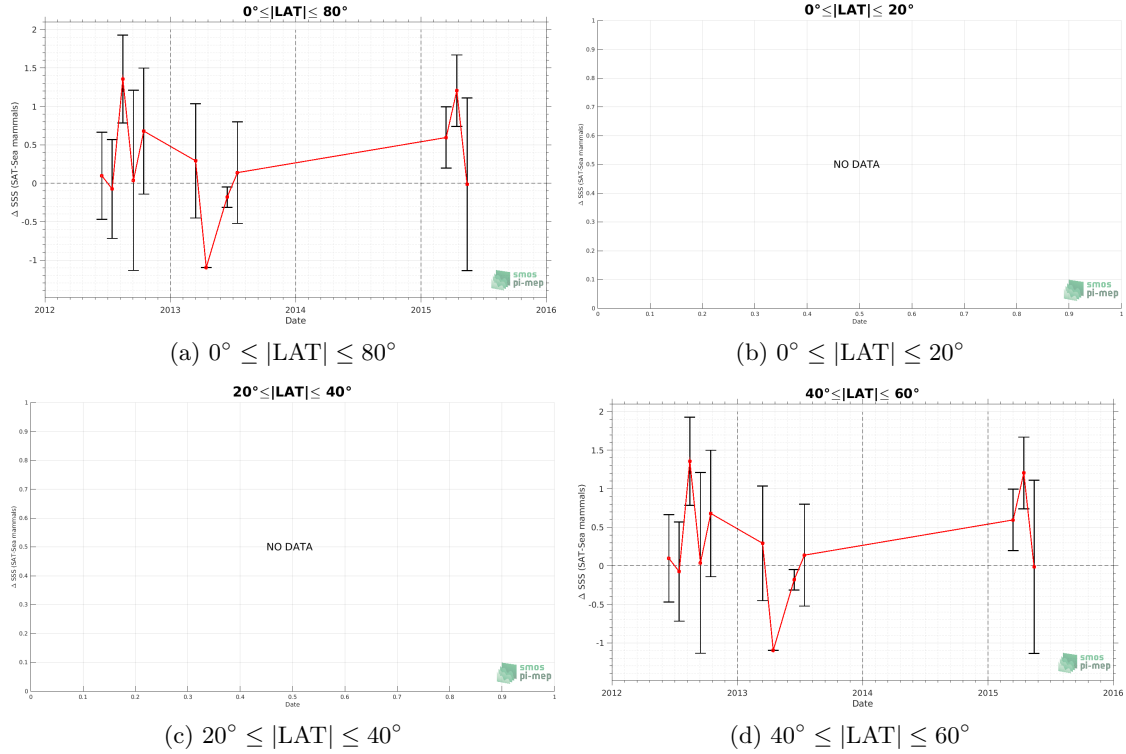 0°≤|LAT|≤ 80°
2
1.5
1
0.5
0
-0.5
-1
Δ SSS (SAT-Sea mammals)
2012
2013
2014
2015
2016
Date
smos
pi-mep
(a) 0° ≤ |LAT| ≤ 80°
0°≤|LAT|≤ 20°
1
0.9
0.8
0.7
0.6
0.5
0.4
0.3
0.2
0.1
0
Δ SSS (SAT-Sea mammals)
NO DATA
0
0.1
0.2
0.3
0.4
0.5
0.6
0.7
0.8
0.9
1
Date
smos
pi-mep
(b) 0° ≤ |LAT| ≤ 20°
20°≤|LAT|≤ 40°
1
0.9
0.8
0.7
0.6
0.5
0.4
0.3
0.2
0.1
0
Δ SSS (SAT-Sea mammals)
NO DATA
0
0.1
0.2
0.3
0.4
0.5
0.6
0.7
0.8
0.9
1
Date
smos
pi-mep
(c) 20° ≤ |LAT| ≤ 40°
40°≤|LAT|≤ 60°
2
1.5
1
0.5
0
-0.5
-1
Δ SSS (SAT-Sea mammals)
2012
2013
2014
2015
2016
Date
smos
pi-mep
(d) 40° ≤ |LAT| ≤ 60°